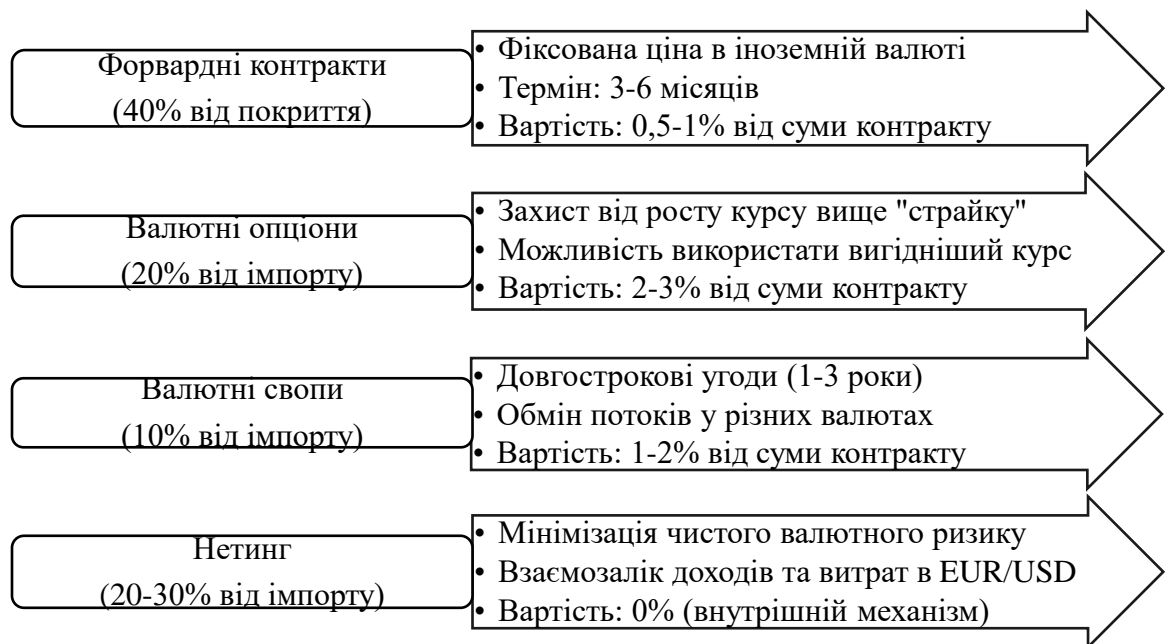 Форвардні контракти
(40% від покриття)
• Фіксована ціна в іноземній валюті
• Термін: 3-6 місяців
• Вартість: 0,5-1% від суми контракту
Валютні опціони
(20% від імпорту)
• Захист від росту курсу вище "страйку"
• Можливість використати вигідніший курс
• Вартість: 2-3% від суми контракту
Валютні свопи
(10% від імпорту)
• Довгострокові угоди (1-3 роки)
• Обмін потоків у різних валютах
• Вартість: 1-2% від суми контракту
Нетинг
(20-30% від імпорту)
• Мінімізація чистого валютного ризику
• Взаємозалік доходів та витрат в EUR/USD
• Вартість: 0% (внутрішній механізм)